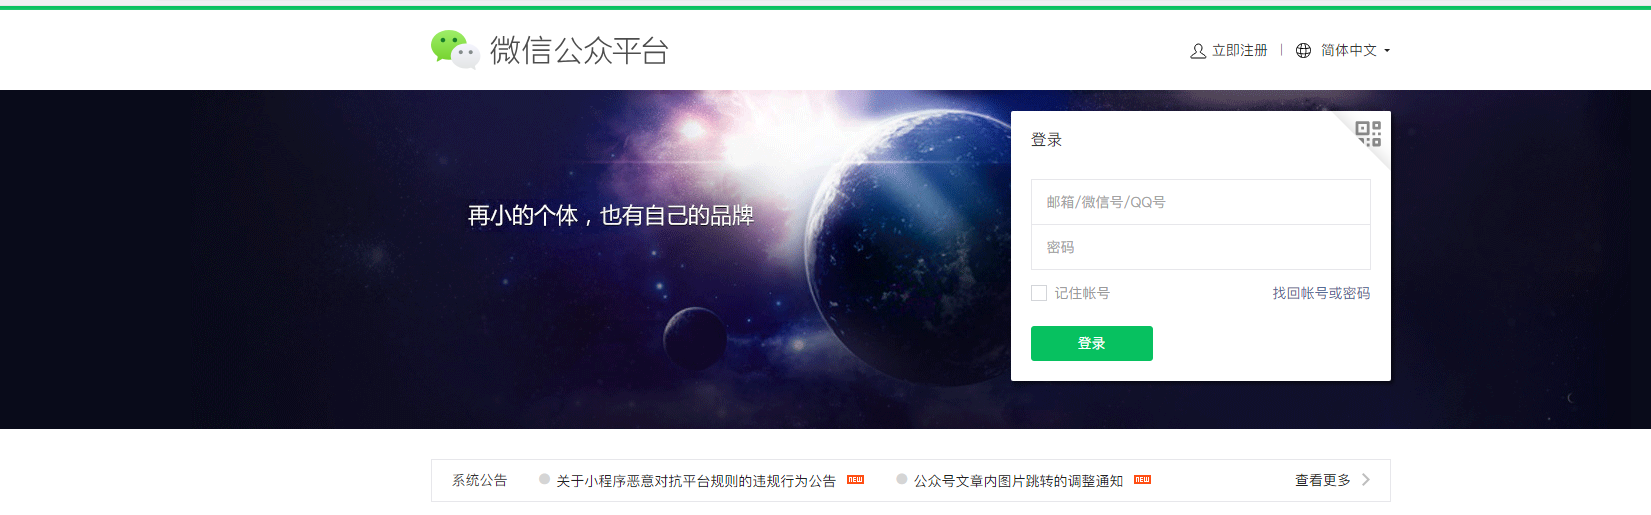 微信公众平台
立即注册 | 简体中文
登录
邮箱/微信号/QQ号
再小的个体，也有自己的品牌
密码
记住帐号 找回帐号或密码
登录
系统公告 关于小程序恶意对抗平台规则的违规行为公告 NEW 公众号文章内图片跳转的调整通知 NEW 查看更多